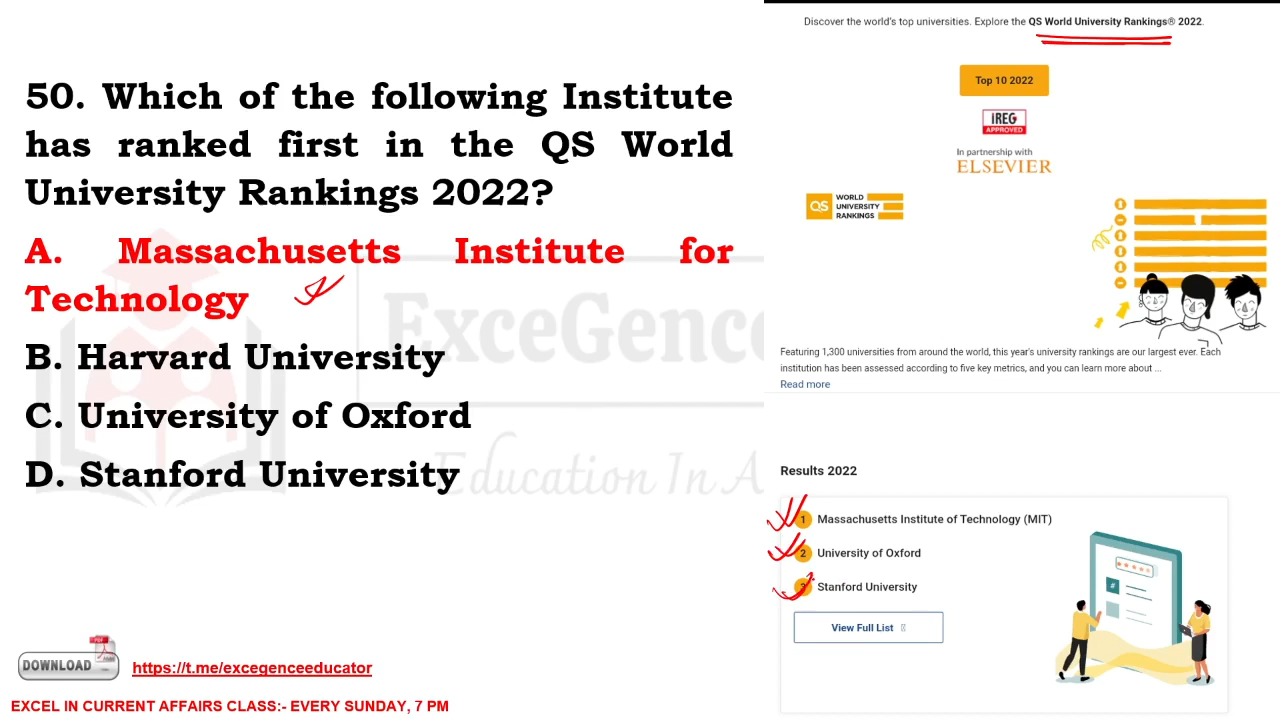 50. Which of the following Institute
has ranked first in the QS World
University Rankings 2022?
A. Massachusetts Institute for
Technology
B. Harvard University
C. University of Oxford
D. Stanford University
ExceGence
Education In A
DOWNLOAD
PDF
https://t.me/excegenceeducator
EXCEL IN CURRENT AFFAIRS CLASS:- EVERY SUNDAY, 7 PM
Discover the world's top universities. Explore the QS World University Rankings® 2022.
Top 10 2022
IREG
APPROVED
In partnership with
ELSEVIER
QS
WORLD
UNIVERSITY
RANKINGS
Featuring 1,300 universities from around the world, this year's university rankings are our largest ever. Each
institution has been assessed according to five key metrics, and you can learn more about ...
Read more
Results 2022
1 Massachusetts Institute of Technology (MIT)
2 University of Oxford
3 Stanford University
View Full List
#